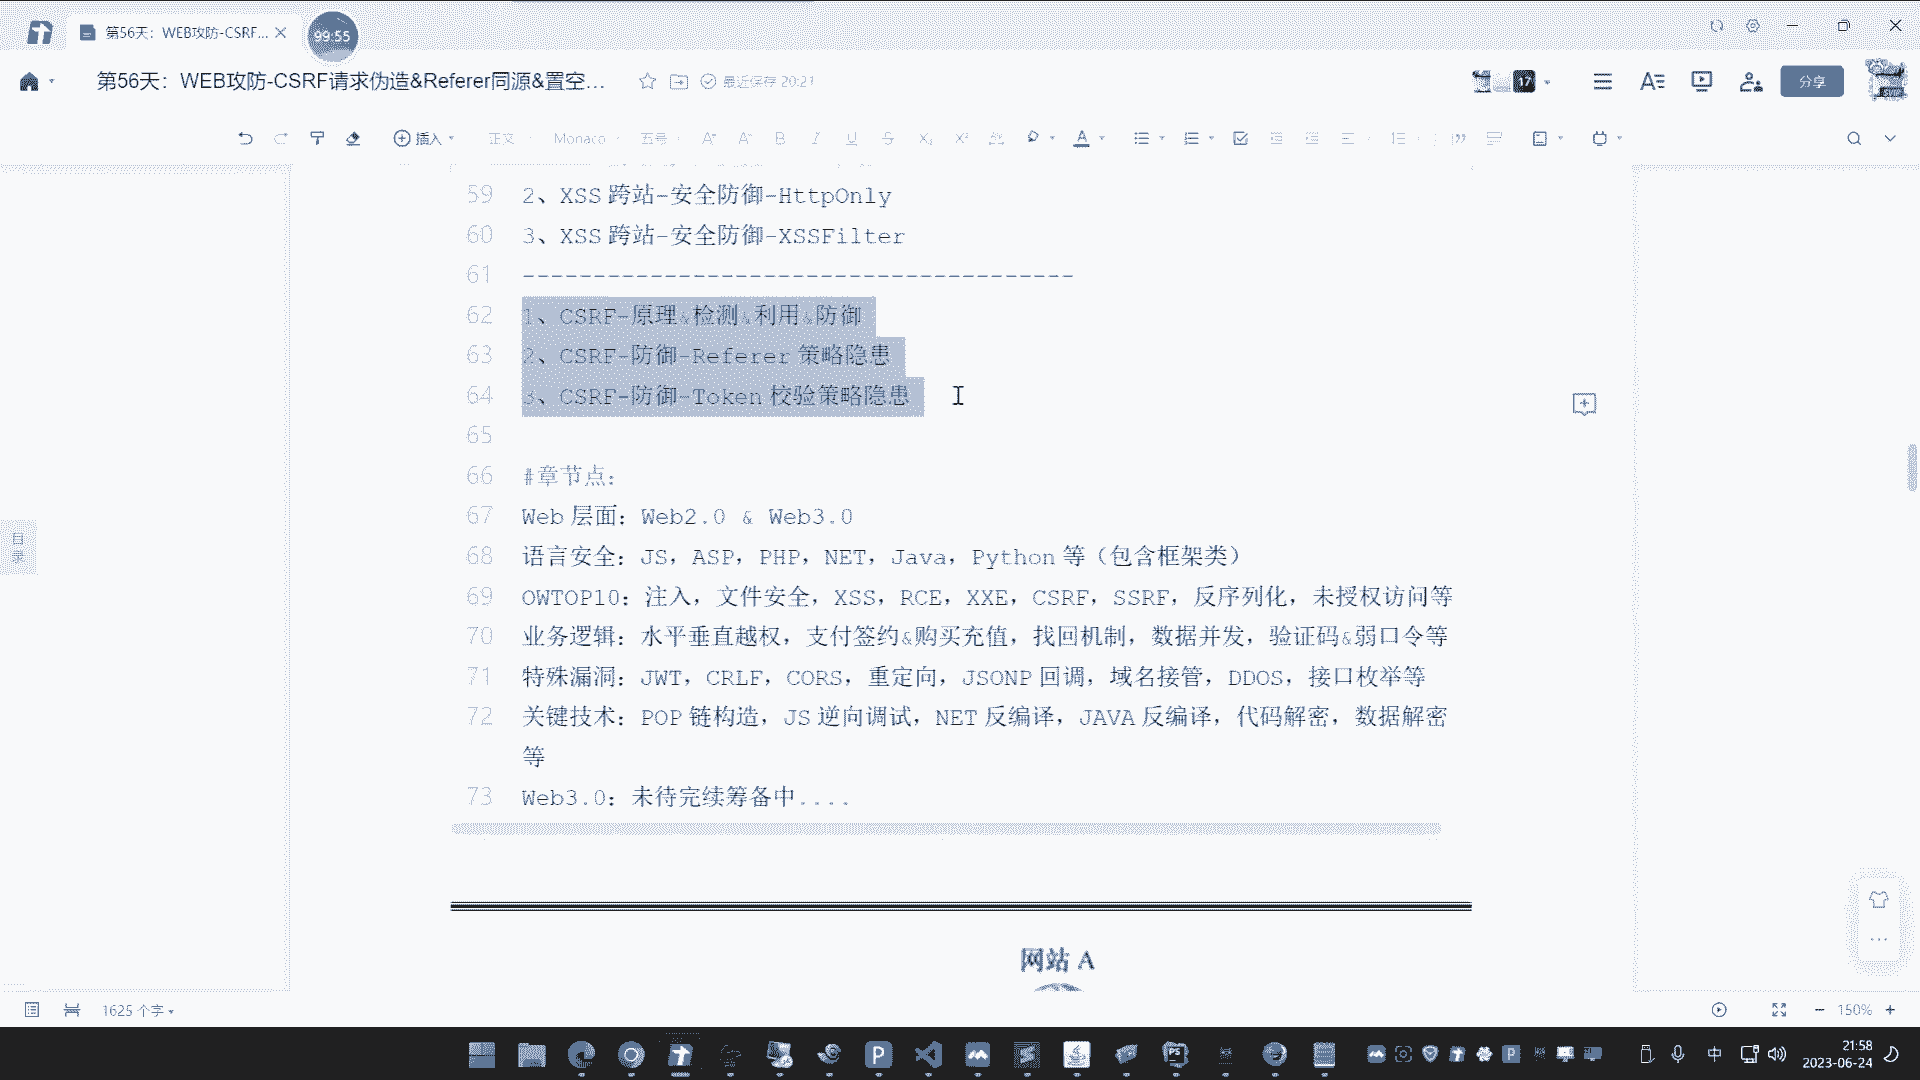 第56天：WEB攻防-CSRF...
99:55
第56天：WEB攻防-CSRF请求伪造&Referer同源&置空...
最近保存 20:21
17
分享
插入
正文
Monaco
五号
59 2、XSS 跨站-安全防御-HttpOnly
60 3、XSS 跨站-安全防御-XSSFilter
61 ---------------------------------------
62 1、CSRF-原理&检测&利用&防御
63 2、CSRF-防御-Referer 策略隐患
64 3、CSRF-防御-Token 校验策略隐患
65
66 #章节点：
67 Web 层面：Web2.0 & Web3.0
68 语言安全：JS，ASP，PHP，NET，Java，Python 等（包含框架类）
69 OWTOP10：注入，文件安全，XSS，RCE，XXE，CSRF，SSRF，反序列化，未授权访问等
70 业务逻辑：水平垂直越权，支付签约&购买充值，找回机制，数据并发，验证码&弱口令等
71 特殊漏洞：JWT，CRLF，CORS，重定向，JSONP 回调，域名接管，DDOS，接口枚举等
72 关键技术：POP 链构造，JS 逆向调试，NET 反编译，JAVA 反编译，代码解密，数据解密
等
73 Web3.0：未待完续筹备中....
目录
网站 A
1625 个字
150%
中
21:58
2023-06-24